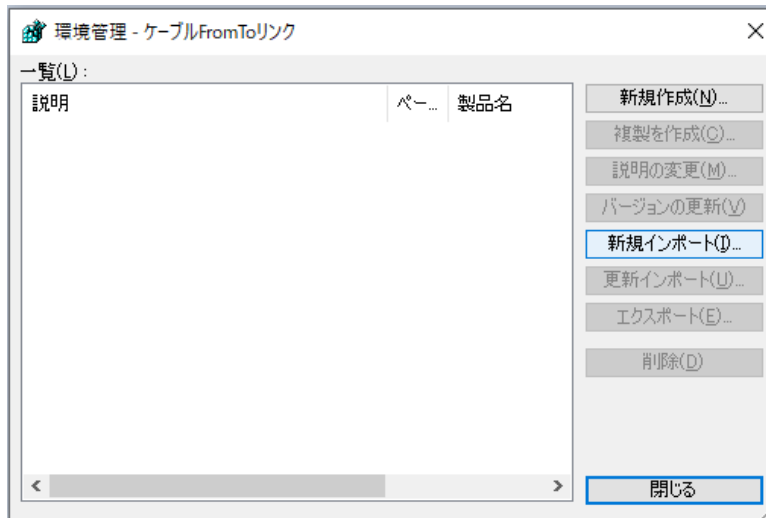 環境管理 - ケーブルFromToリンク
一覧(L):
説明 ペー... 製品名
新規作成(N)...
複製を作成(C)...
説明の変更(M)...
バージョンの更新(V)
新規インポート(I)...
更新インポート(U)...
エクスポート(E)...
削除(D)
閉じる